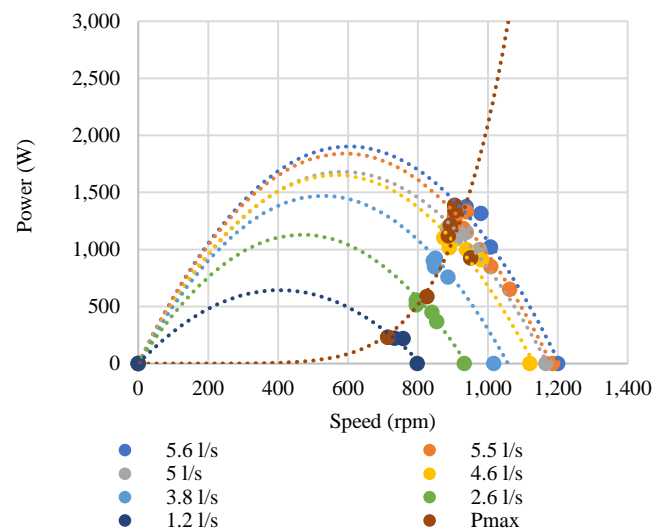 3,000
2,500
2,000
1,500
1,000
500
0
Power (W)
0 200 400 600 800 1,000 1,200 1,400
Speed (rpm)
5.6 l/s 5.5 l/s
5 l/s 4.6 l/s
3.8 l/s 2.6 l/s
1.2 l/s Pmax